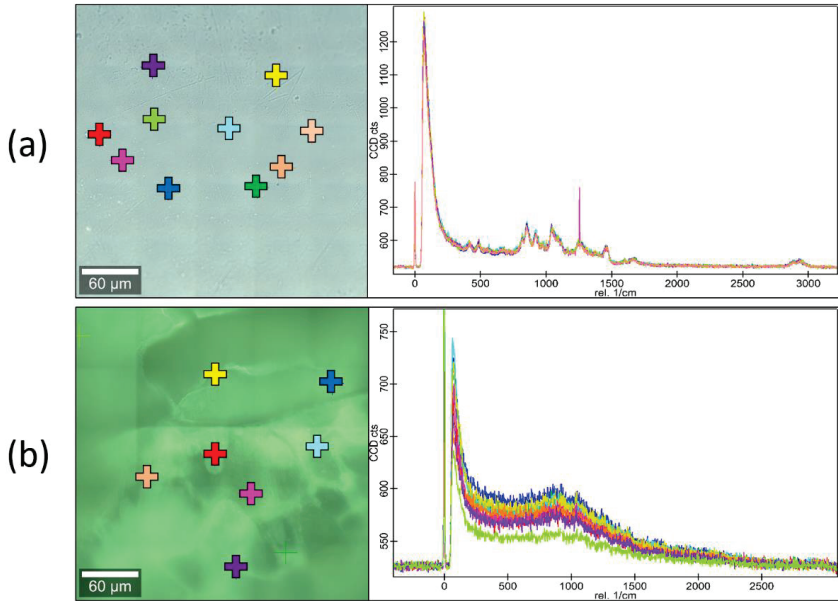 (a)
60 µm
CCD cts
600 700 800 900 1000 1100 1200
0 500 1000 1500 2000 2500 3000
rel. 1/cm
(b)
60 µm
CCD cts
550 600 650 700 750
0 500 1000 1500 2000 2500
rel. 1/cm